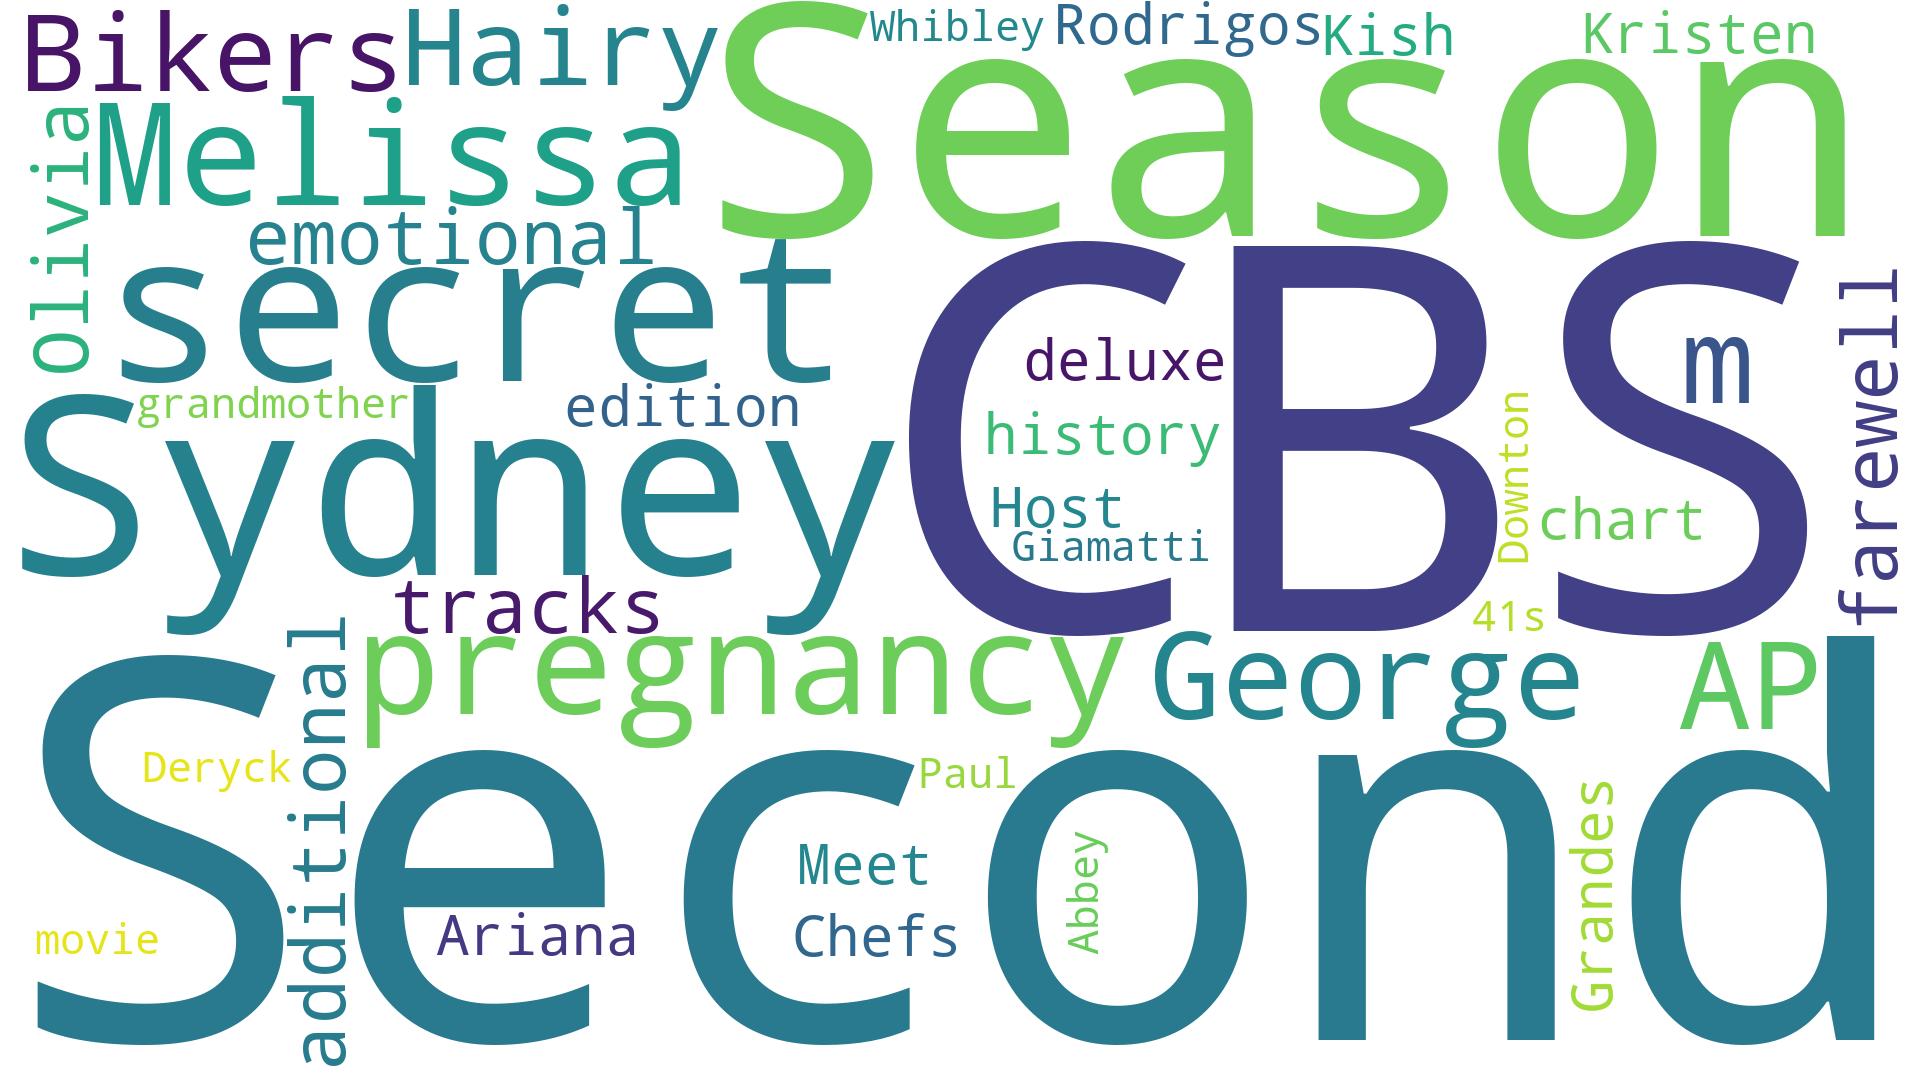 Bikers
Hairy
Season
Whibley
Rodrigos
Kish
Kristen
olivia
Melissa
emotional
secret
CBS
farewell
deluxe
m
grandmother
edition
Sydney
history
Downton
Host
chart
Giamatti
tracks
41s
pregnancy
George
AP
additional
Second
Deryck
Paul
Grandes
Meet
Abbey
movie
Ariana
Chefs